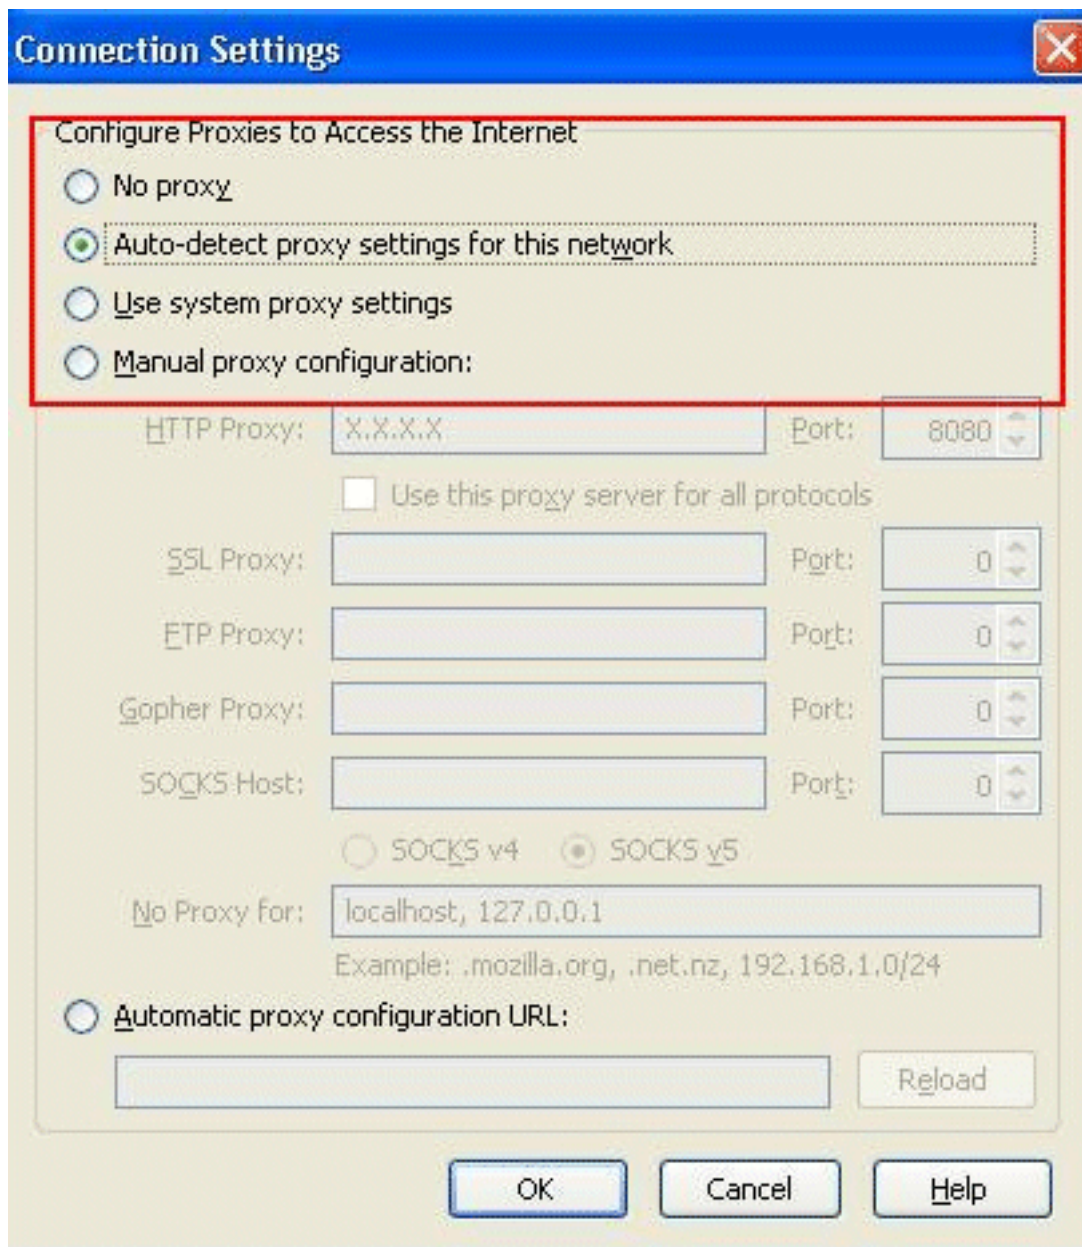 Connection Settings
Configure Proxies to Access the Internet
No proxy
Auto-detect proxy settings for this network
Use system proxy settings
Manual proxy configuration:
HTTP Proxy: X.X.X.X Port: 8080
Use this proxy server for all protocols
SSL Proxy: Port: 0
FTP Proxy: Port: 0
Gopher Proxy: Port: 0
SOCKS Host: Port: 0
SOCKS v4 SOCKS v5
No Proxy for: localhost, 127.0.0.1
Example: .mozilla.org, .net.nz, 192.168.1.0/24
Automatic proxy configuration URL:
Reload
OK Cancel Help